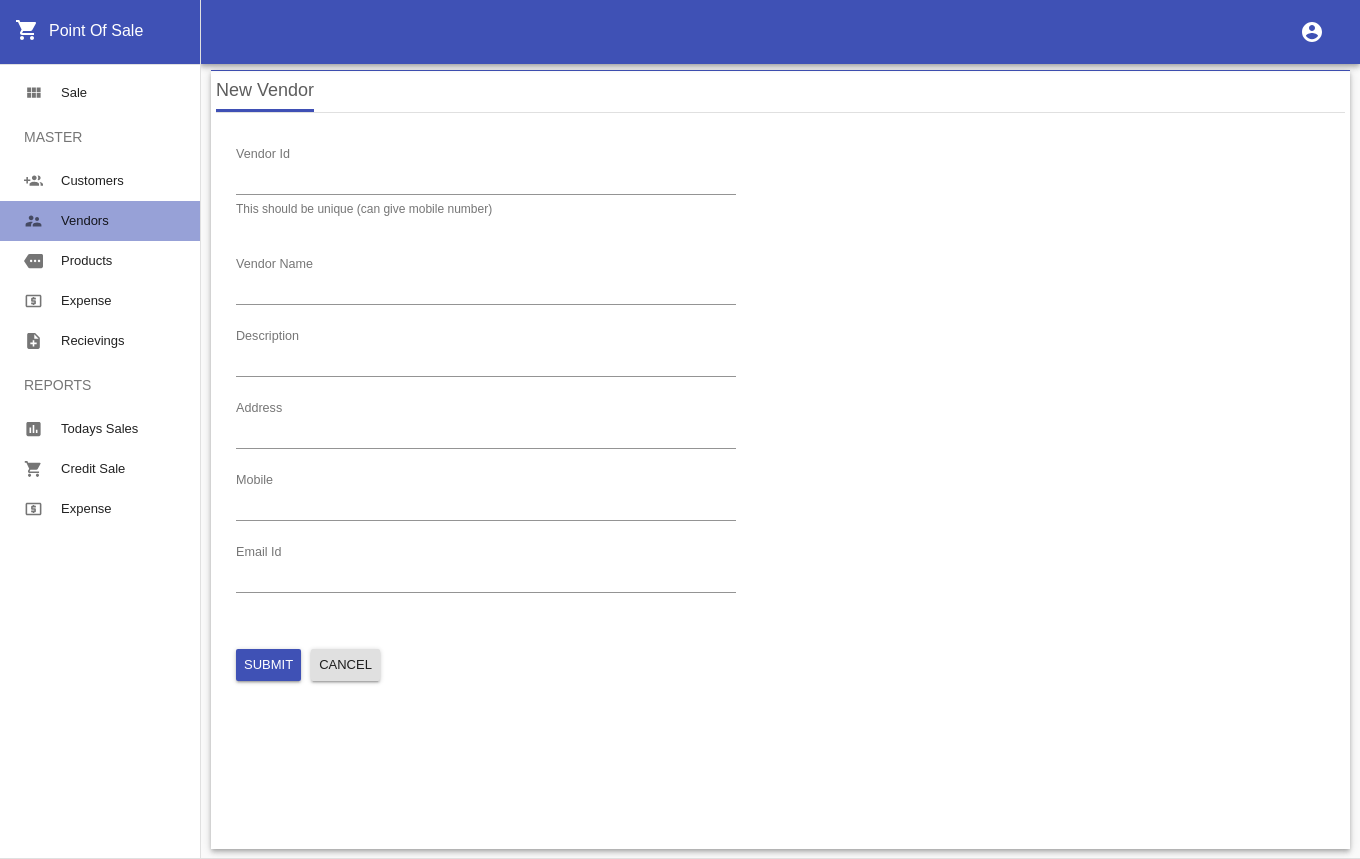 Point Of Sale
Sale
MASTER
Customers
Vendors
Products
Expense
Recievings
REPORTS
Todays Sales
Credit Sale
Expense
New Vendor
Vendor Id
This should be unique (can give mobile number)
Vendor Name
Description
Address
Mobile
Email Id
SUBMIT CANCEL